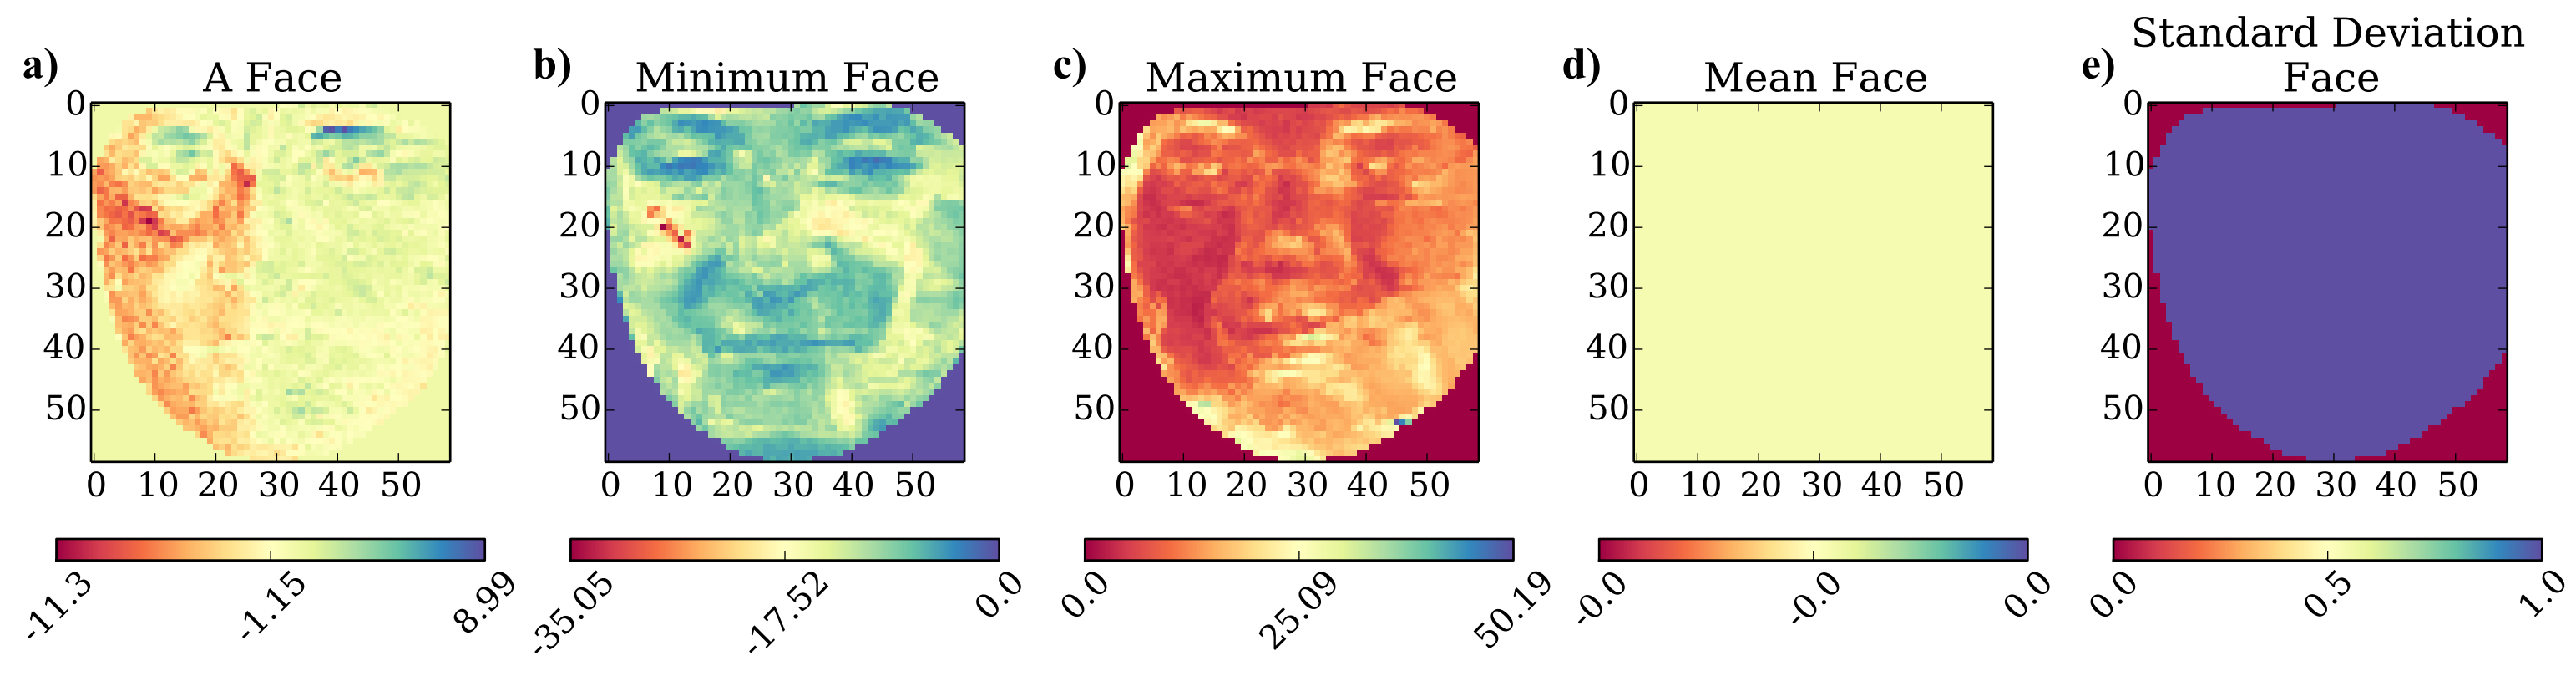 a) A Face
0
10
20
30
40
50
0 10 20 30 40 50
-11.3 -1.15 8.99
b) Minimum Face
0
10
20
30
40
50
0 10 20 30 40 50
-35.05 -17.52 0.0
c) Maximum Face
0
10
20
30
40
50
0 10 20 30 40 50
0.0 25.09 50.19
d) Mean Face
0
10
20
30
40
50
0 10 20 30 40 50
-0.0 -0.0 0.0
e) Standard Deviation
Face
0
10
20
30
40
50
0 10 20 30 40 50
0.0 0.5 1.0